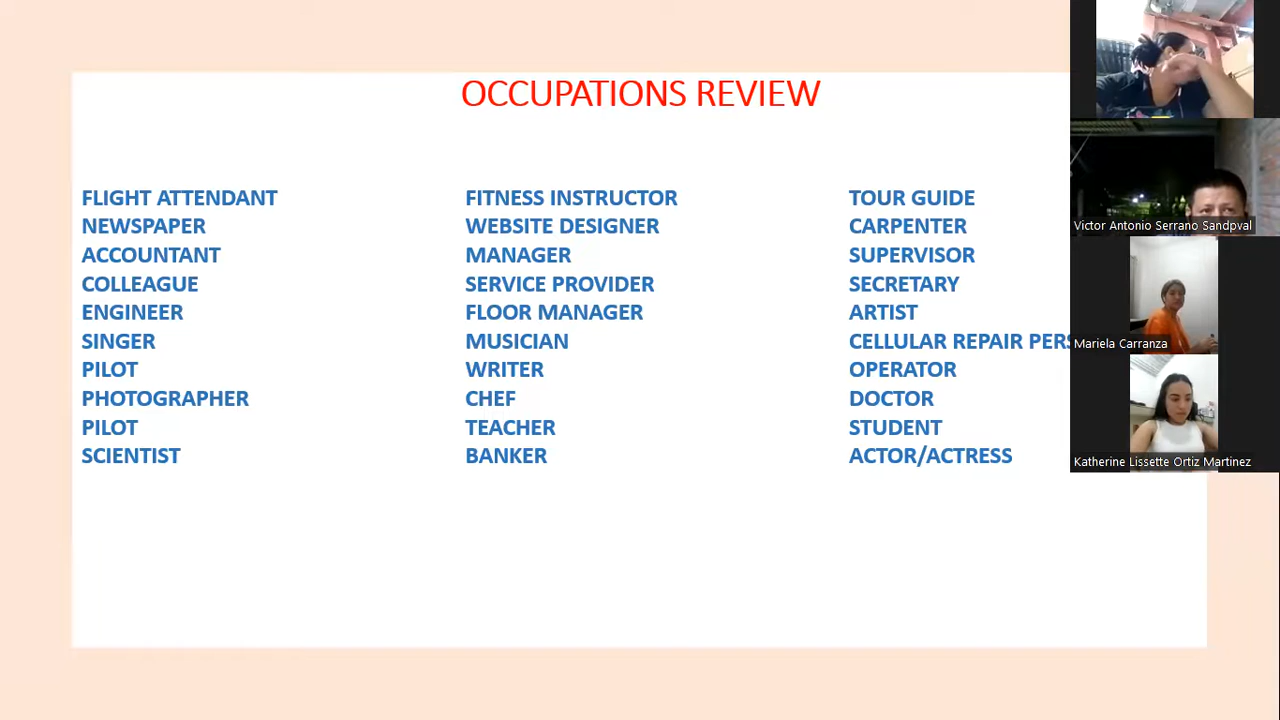 OCCUPATIONS REVIEW
FLIGHT ATTENDANT
NEWSPAPER
ACCOUNTANT
COLLEAGUE
ENGINEER
SINGER
PILOT
PHOTOGRAPHER
PILOT
SCIENTIST
FITNESS INSTRUCTOR
WEBSITE DESIGNER
MANAGER
SERVICE PROVIDER
FLOOR MANAGER
MUSICIAN
WRITER
CHEF
TEACHER
BANKER
TOUR GUIDE
CARPENTER
SUPERVISOR
SECRETARY
ARTIST
CELLULAR REPAIR PERS
OPERATOR
DOCTOR
STUDENT
ACTOR/ACTRESS
Victor Antonio Serrano Sandpval
Mariela Carranza
Katherine Lissette Ortiz Martinez